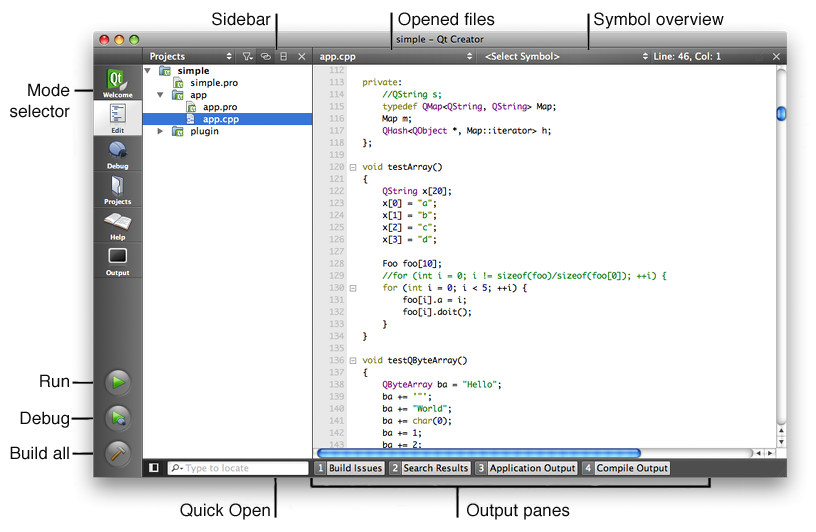 Sidebar
Opened files
Symbol overview
simple – Qt Creator
Projects
app.cpp
<Select Symbol>
Line: 46, Col: 1
Mode selector
Qt
Welcome
Edit
Debug
Projects
Help
Output
simple
simple.pro
app
app.pro
app.cpp
plugin
112
113 private:
114 //QString s;
115 typedef QMap<QString, QString> Map;
116 Map m;
117 QHash<QObject *, Map::iterator> h;
118 };
119
120 void testArray()
121 {
122 QString x[20];
123 x[0] = "a";
124 x[1] = "b";
125 x[2] = "c";
126 x[3] = "d";
127
128 Foo foo[10];
129 //for (int i = 0; i != sizeof(foo)/sizeof(foo[0]); ++i) {
130 for (int i = 0; i < 5; ++i) {
131 foo[i].a = i;
132 foo[i].doit();
133 }
134 }
135
136 void testQByteArray()
137 {
138 QByteArray ba = "Hello";
139 ba += '"';
140 ba += "World";
141 ba += char(0);
142 ba += 1;
143 ba += 2;
Run
Debug
Build all
Type to locate
1 Build Issues
2 Search Results
3 Application Output
4 Compile Output
Quick Open
Output panes